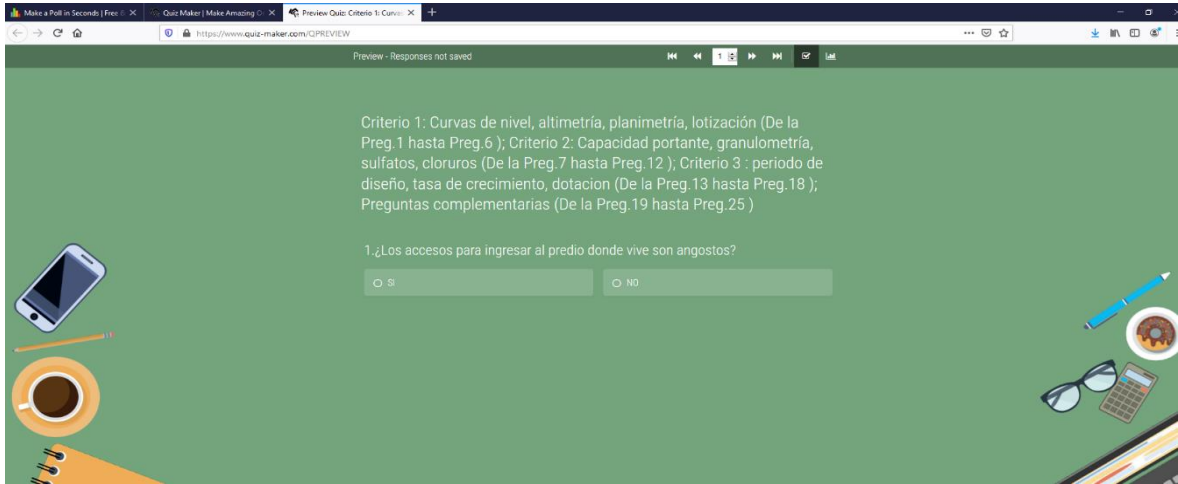 Make a Poll in Seconds | Free
Quiz Maker | Make Amazing
Preview Quiz: Criterio 1: Curva
https://www.quiz-maker.com/QPREVIEW
Preview - Responses not saved
1
Criterio 1: Curvas de nivel, altimetría, planimetría, lotización (De la
Preg.1 hasta Preg.6 ); Criterio 2: Capacidad portante, granulometría,
sulfatos, cloruros (De la Preg.7 hasta Preg.12 ); Criterio 3 : periodo de
diseño, tasa de crecimiento, dotacion (De la Preg.13 hasta Preg.18 );
Preguntas complementarias (De la Preg.19 hasta Preg.25 )
1.¿Los accesos para ingresar al predio donde vive son angostos?
SI
NO